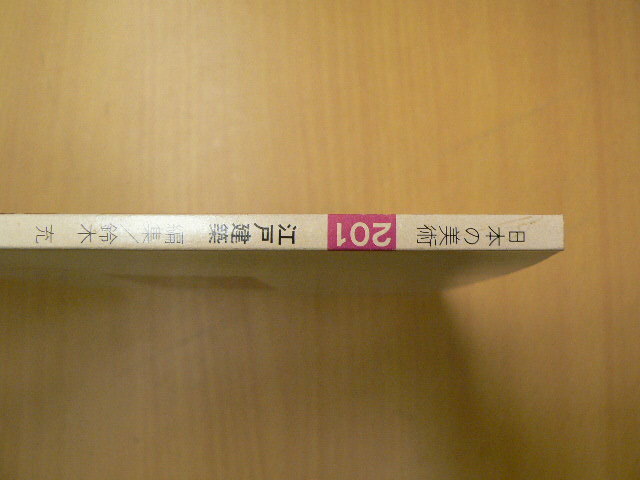 日本の美術
201
江戸建築
編集/鈴木 充